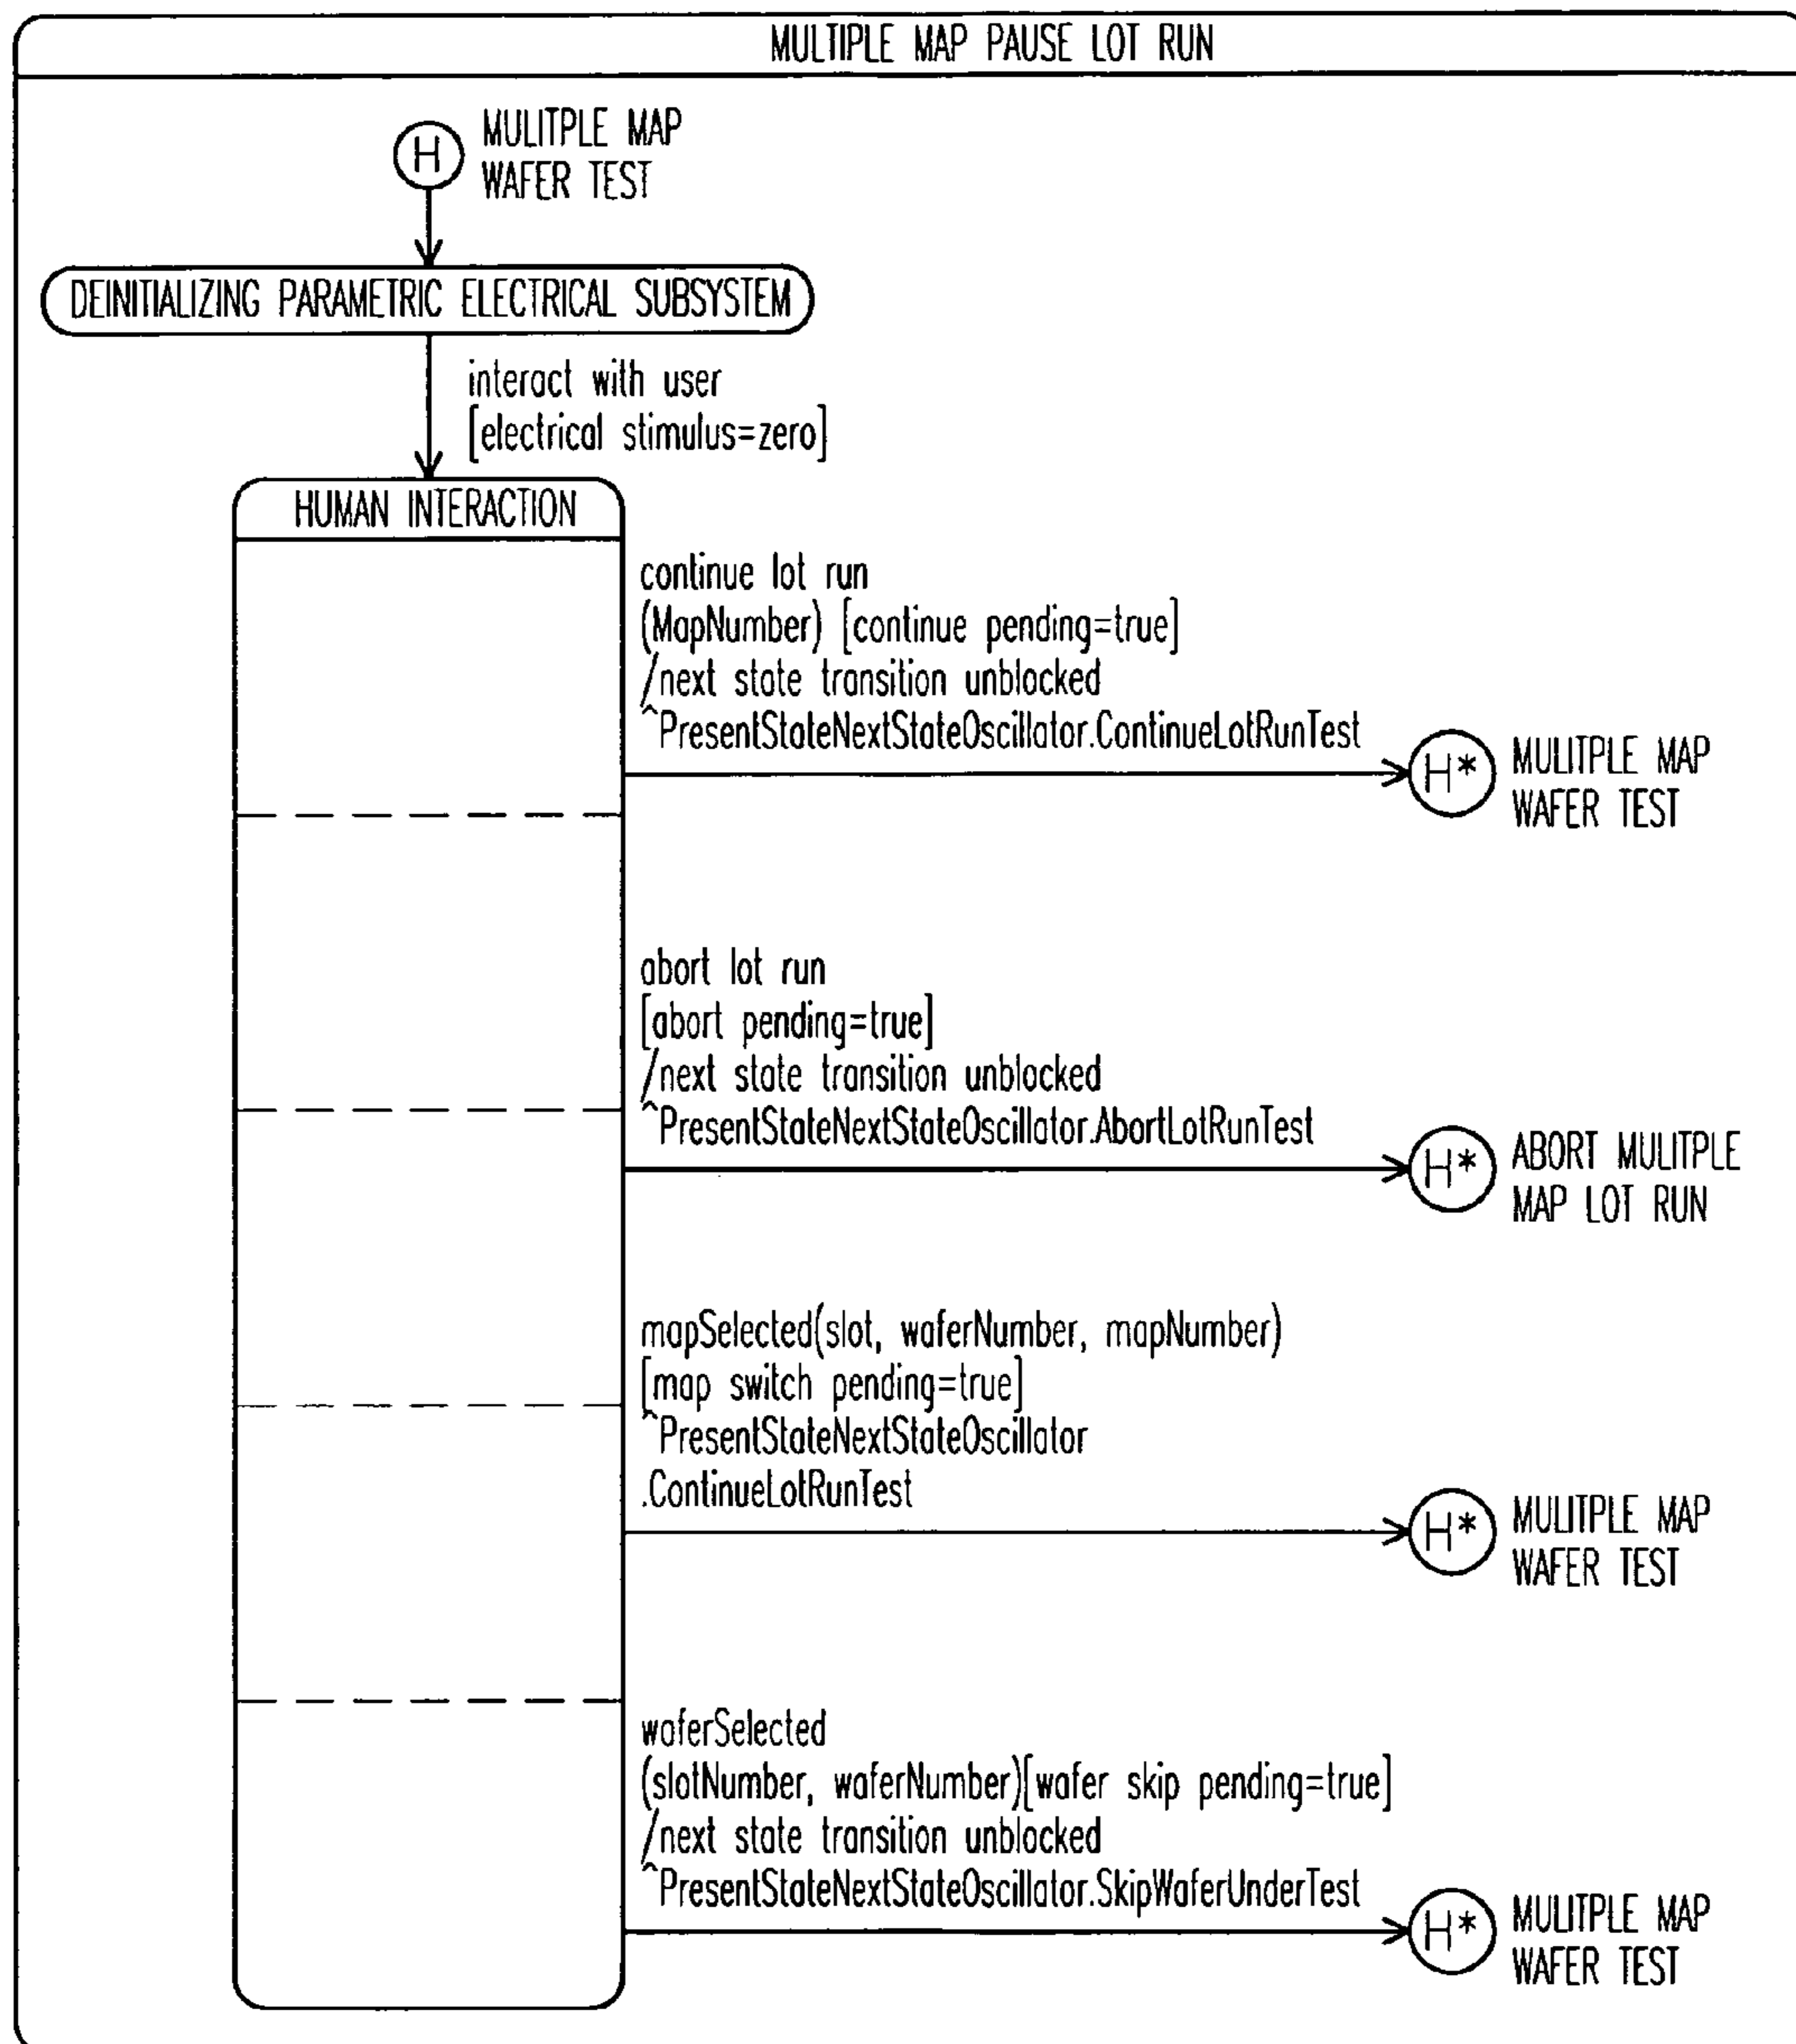 MULTIPLE MAP PAUSE LOT RUN
H
MULITPLE MAP
WAFER TEST
DEINITIALIZING PARAMETRIC ELECTRICAL SUBSYSTEM
interact with user
[electrical stimulus=zero]
HUMAN INTERACTION
continue lot run
(MapNumber) [continue pending=true]
/next state transition unblocked
^PresentStateNextStateOscillator.ContinueLotRunTest
H*
MULITPLE MAP
WAFER TEST
abort lot run
[abort pending=true]
/next state transition unblocked
^PresentStateNextStateOscillator.AbortLotRunTest
H*
ABORT MULITPLE
MAP LOT RUN
mapSelected(slot, waferNumber, mapNumber)
[map switch pending=true]
^PresentStateNextStateOscillator
.ContinueLotRunTest
H*
MULITPLE MAP
WAFER TEST
waferSelected
(slotNumber, waferNumber)[wafer skip pending=true]
/next state transition unblocked
^PresentStateNextStateOscillator.SkipWaferUnderTest
H*
MULITPLE MAP
WAFER TEST